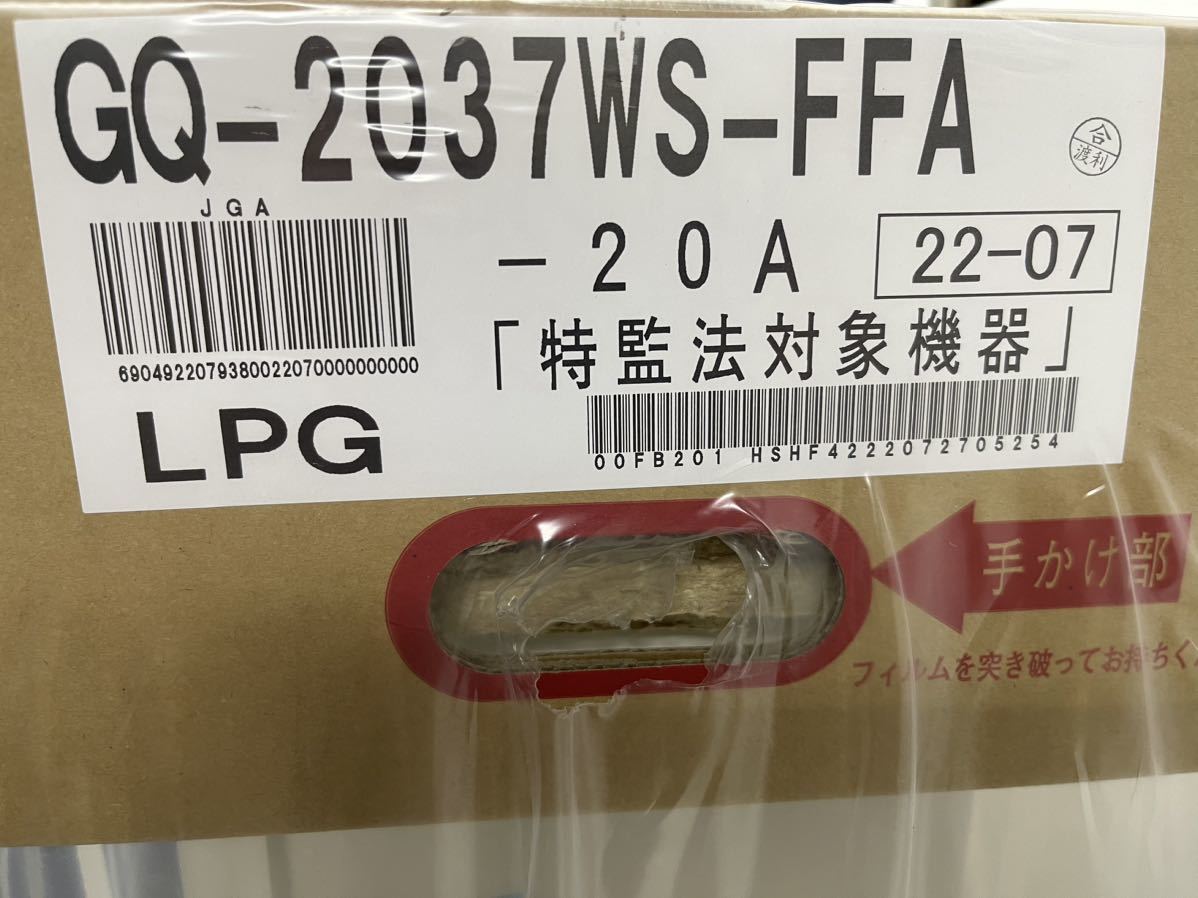 GQ-2037WS-FFA
合
渡利
JGA
-20A
22-07
6904922079380022070000000000
「特監法対象機器」
LPG
00FB201 HSHF4222072705254
手かけ部
フィルムを突き破ってお持ちく